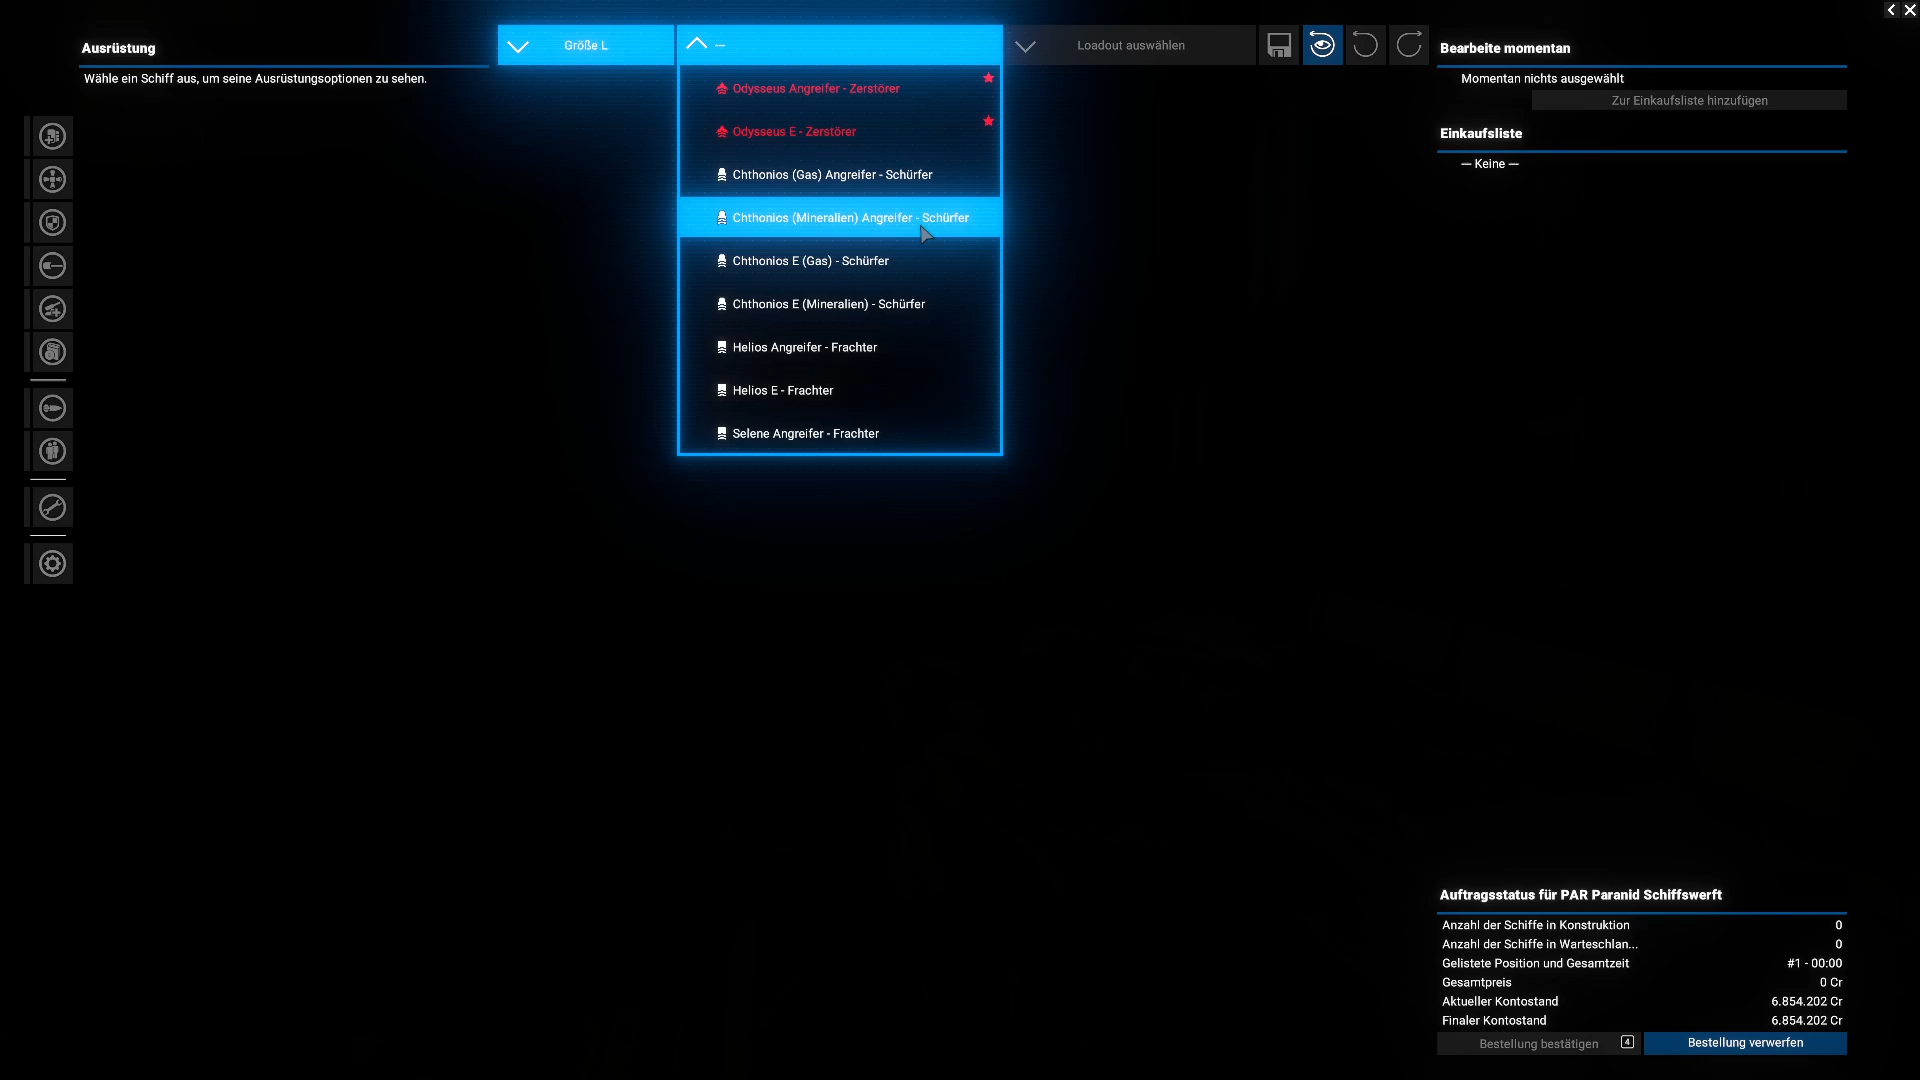 Ausrüstung
Wähle ein Schiff aus, um seine Ausrüstungsoptionen zu sehen.
Größe L
—
Odysseus Angreifer - Zerstörer
Odysseus E - Zerstörer
Chthonios (Gas) Angreifer - Schürfer
Chthonios (Mineralien) Angreifer - Schürfer
Chthonios E (Gas) - Schürfer
Chthonios E (Mineralien) - Schürfer
Helios Angreifer - Frachter
Helios E - Frachter
Selene Angreifer - Frachter
Loadout auswählen
Bearbeite momentan
Momentan nichts ausgewählt
Zur Einkaufsliste hinzufügen
Einkaufsliste
— Keine —
Auftragsstatus für PAR Paranid Schiffswerft
Anzahl der Schiffe in Konstruktion 0
Anzahl der Schiffe in Warteschlan... 0
Gelistete Position und Gesamtzeit #1 - 00:00
Gesamtpreis 0 Cr
Aktueller Kontostand 6.854.202 Cr
Finaler Kontostand 6.854.202 Cr
Bestellung bestätigen 4
Bestellung verwerfen